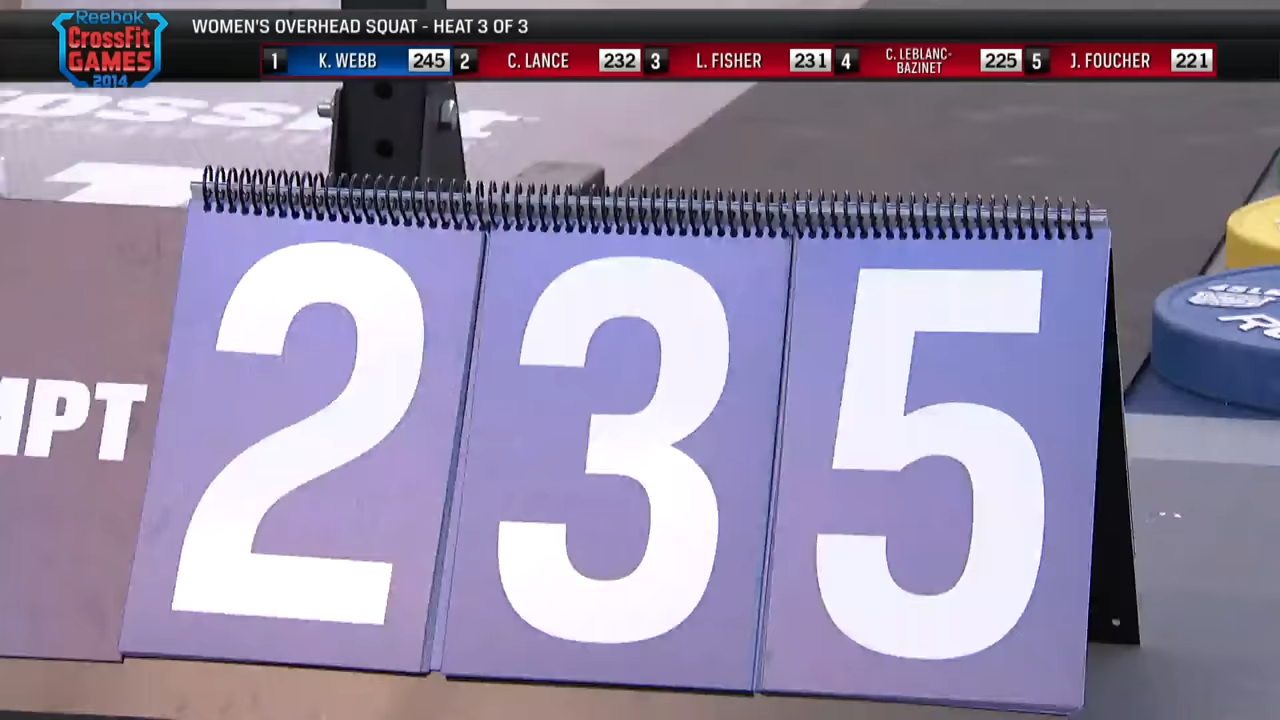 Reebok
CrossFit
GAMES
2014
WOMEN'S OVERHEAD SQUAT - HEAT 3 OF 3
1 K. WEBB 245 2 C. LANCE 232 3 L. FISHER 231 4 C. LEBLANC-BAZINET 225 5 J. FOUCHER 221
235